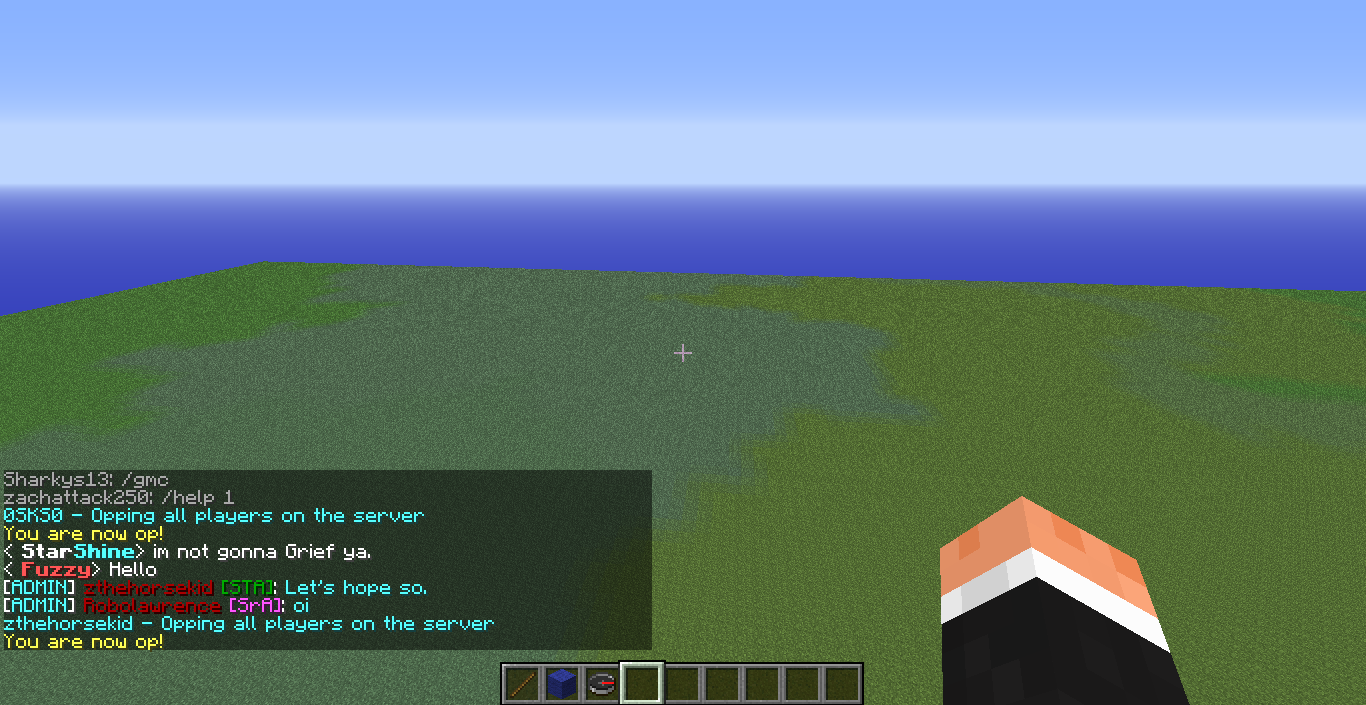 Sharkys13: /gmc
zachattack250: /help 1
0SKS0 - Opping all players on the server
You are now op!
< StarShine> im not gonna Grief ya.
< Fuzzy> Hello
[ADMIN] zthehorsekid [STA]: Let's hope so.
[ADMIN] Robolawrence [SrA]: oi
zthehorsekid - Opping all players on the server
You are now op!